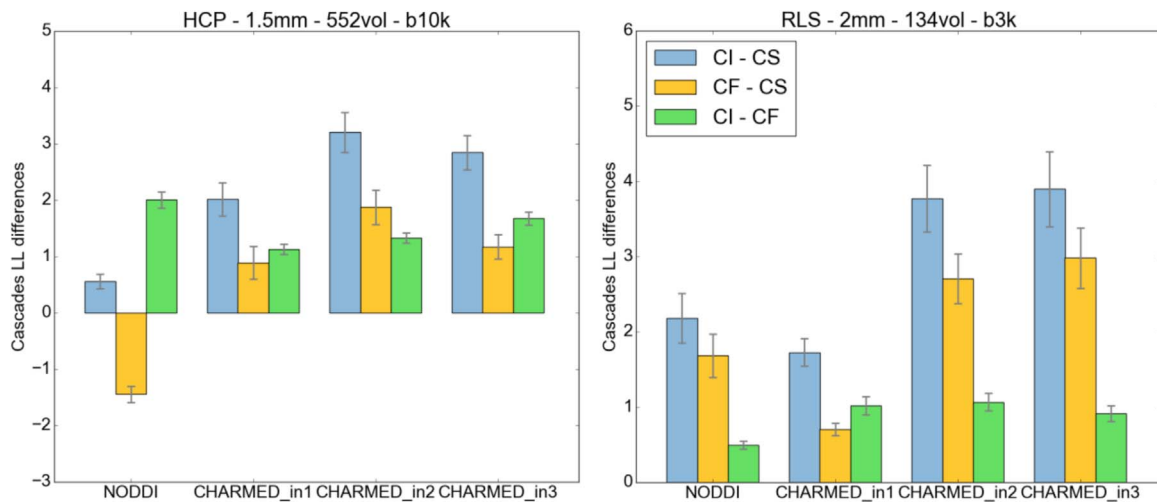 HCP - 1.5mm - 552vol - b10k
Cascades LL differences
5
4
3
2
1
0
−1
−2
−3
NODDI CHARMED_in1 CHARMED_in2 CHARMED_in3
RLS - 2mm - 134vol - b3k
Cascades LL differences
6
5
4
3
2
1
0
CI - CS
CF - CS
CI - CF
NODDI CHARMED_in1 CHARMED_in2 CHARMED_in3